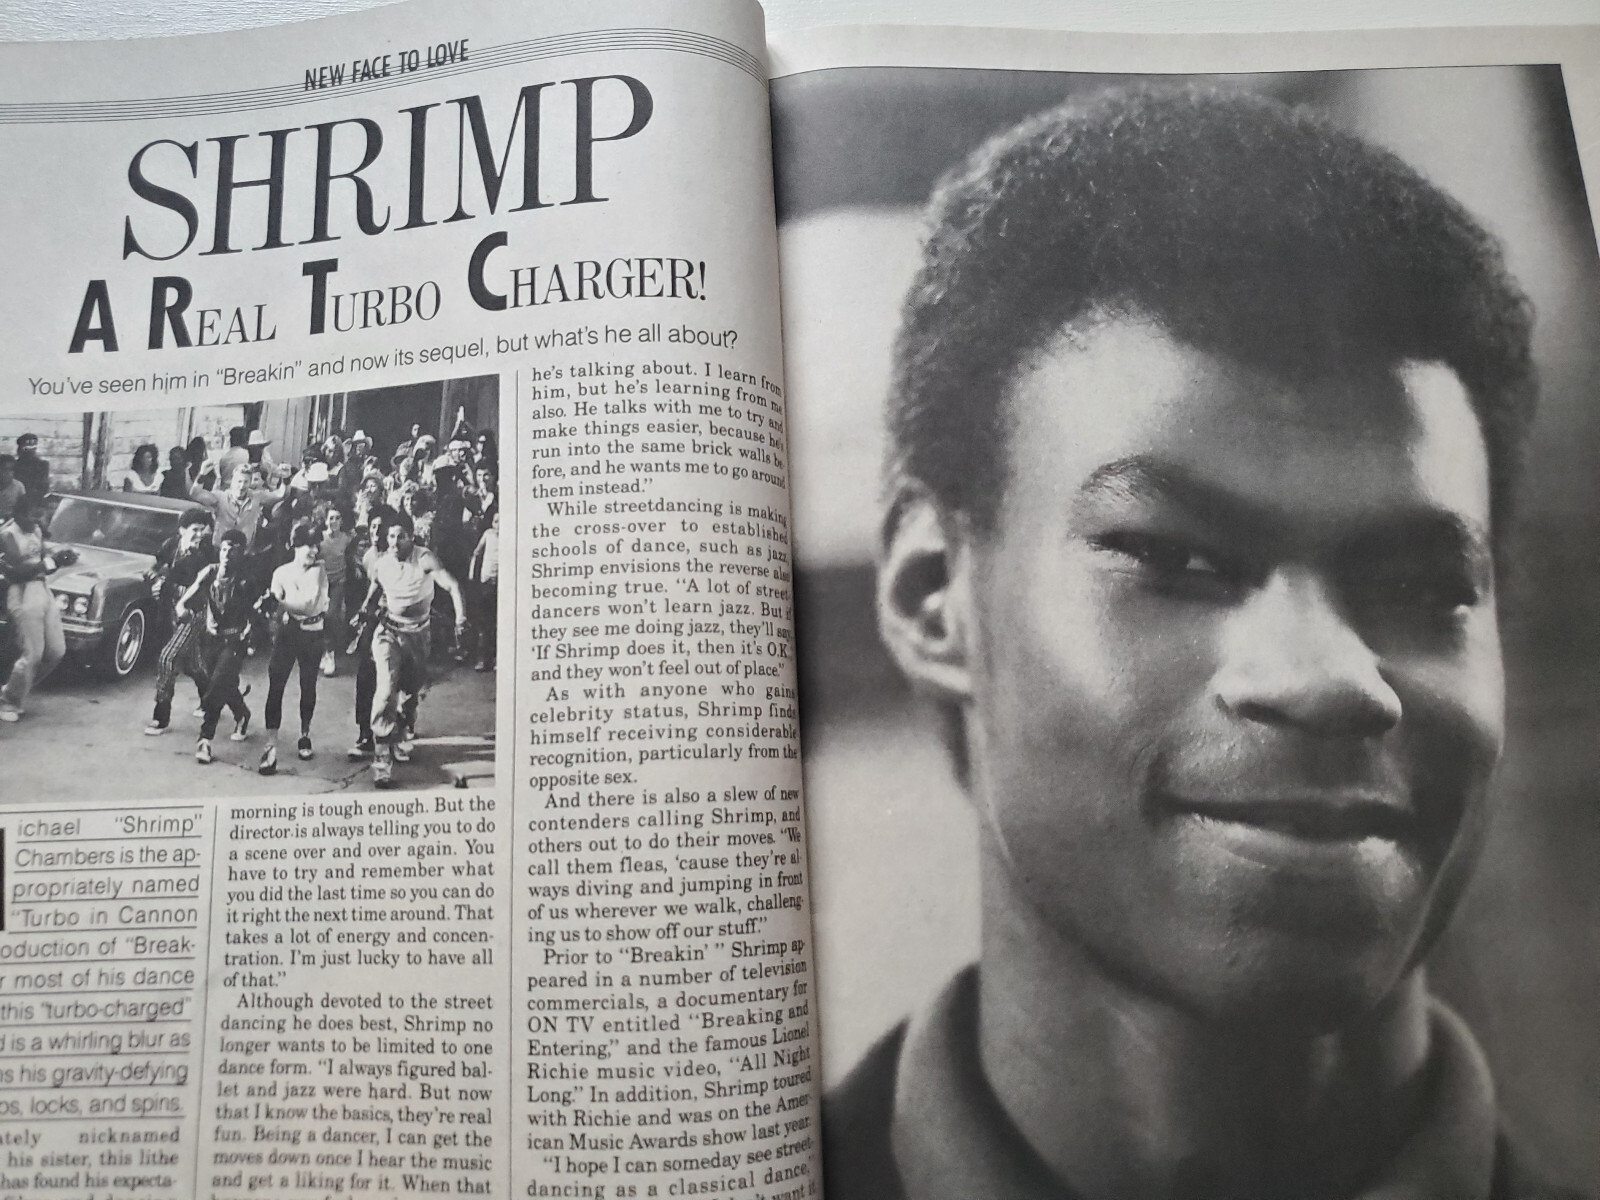 NEW FACE TO LOVE
SHRIMP
A REAL TURBO CHARGER!
You've seen him in "Breakin" and now its sequel, but what's he all about?
ichael "Shrimp"
Chambers is the ap-
propriately named
"Turbo in Cannon
oduction of "Break-
r most of his dance
this "turbo-charged"
is a whirling blur as
his gravity-defying
locks, and spins.
nicknamed
his sister, this lithe
has found his expecta-
morning is tough enough. But the
director is always telling you to do
a scene over and over again. You
have to try and remember what
you did the last time so you can do
it right the next time around. That
takes a lot of energy and concen-
tration. I'm just lucky to have all
of that."
Although devoted to the street
dancing he does best, Shrimp no
longer wants to be limited to one
dance form. "I always figured bal-
let and jazz were hard. But now
that I know the basics, they're real
fun. Being a dancer, I can get the
moves down once I hear the music
and get a liking for it. When that
he's talking about. I learn from
him, but he's learning from me
also. He talks with me to try and
make things easier, because he's
run into the same brick walls be
fore, and he wants me to go around
them instead."
While streetdancing is making
the cross-over to established
schools of dance, such as jazz,
Shrimp envisions the reverse also
becoming true. "A lot of street
dancers won't learn jazz. But if
they see me doing jazz, they'll say,
'If Shrimp does it, then it's O.K.'
and they won't feel out of place."
As with anyone who gains
celebrity status, Shrimp finds
himself receiving considerable
recognition, particularly from the
opposite sex.
And there is also a slew of new
contenders calling Shrimp, and
others out to do their moves. "We
call them fleas, 'cause they're al-
ways diving and jumping in front
of us wherever we walk, challeng-
ing us to show off our stuff."
Prior to "Breakin' " Shrimp ap-
peared in a number of television
commercials, a documentary for
ON TV entitled "Breaking and
Entering," and the famous Lionel
Richie music video, "All Night
Long." In addition, Shrimp toured
with Richie and was on the Amer-
ican Music Awards show last year.
"I hope I can someday see street-
dancing as a classical dance,"
want it